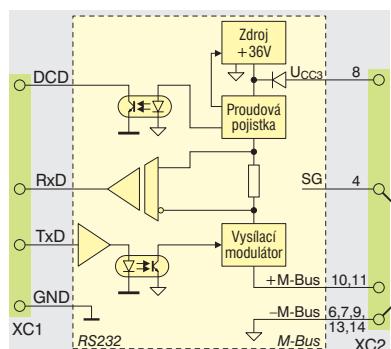 Zdroj
+36V
DCD
UCC3
8
Proudová
pojistka
RxD
SG
4
TxD
Vysílací
modulátor
+M-Bus
10,11
GND
–M-Bus
6,7,9,
13,14
XC1
RS232
M-Bus
XC2